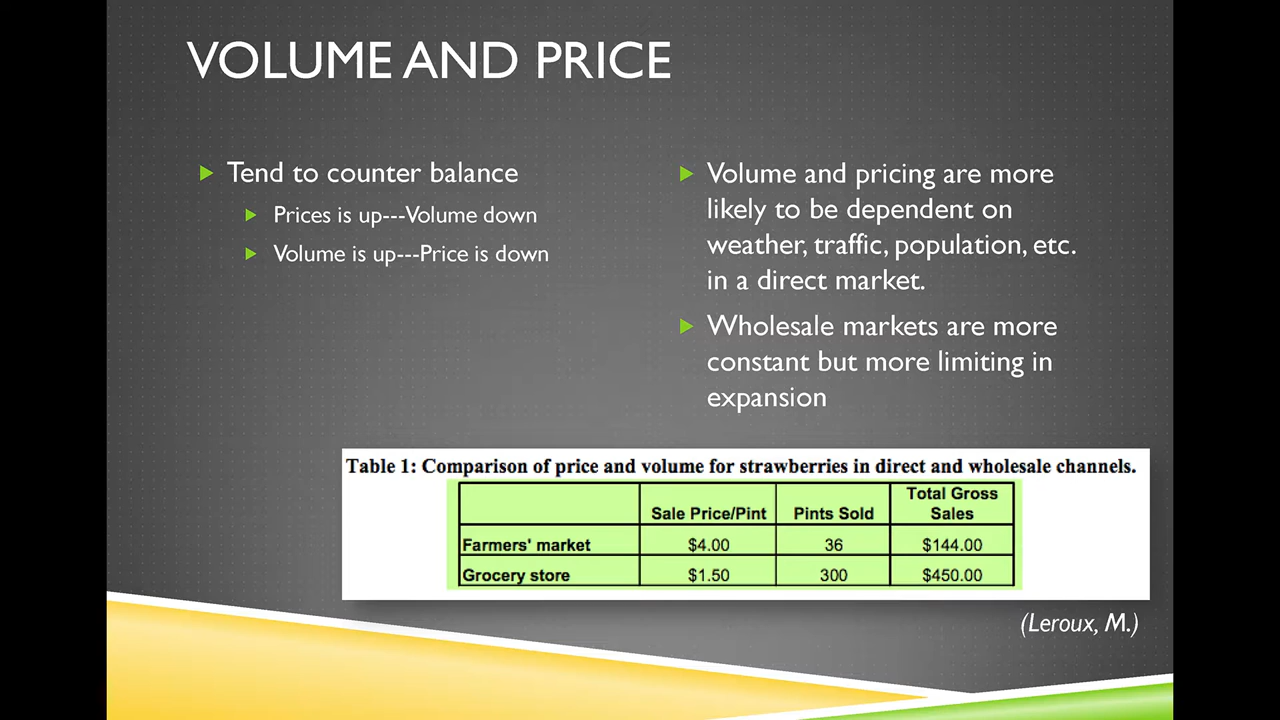 VOLUME AND PRICE
Tend to counter balance
Prices is up---Volume down
Volume is up---Price is down
Volume and pricing are more
likely to be dependent on
weather, traffic, population, etc.
in a direct market.
Wholesale markets are more
constant but more limiting in
expansion
Table 1: Comparison of price and volume for strawberries in direct and wholesale channels.
Sale Price/Pint Pints Sold Total Gross Sales
Farmers' market $4.00 36 $144.00
Grocery store $1.50 300 $450.00
(Leroux, M.)